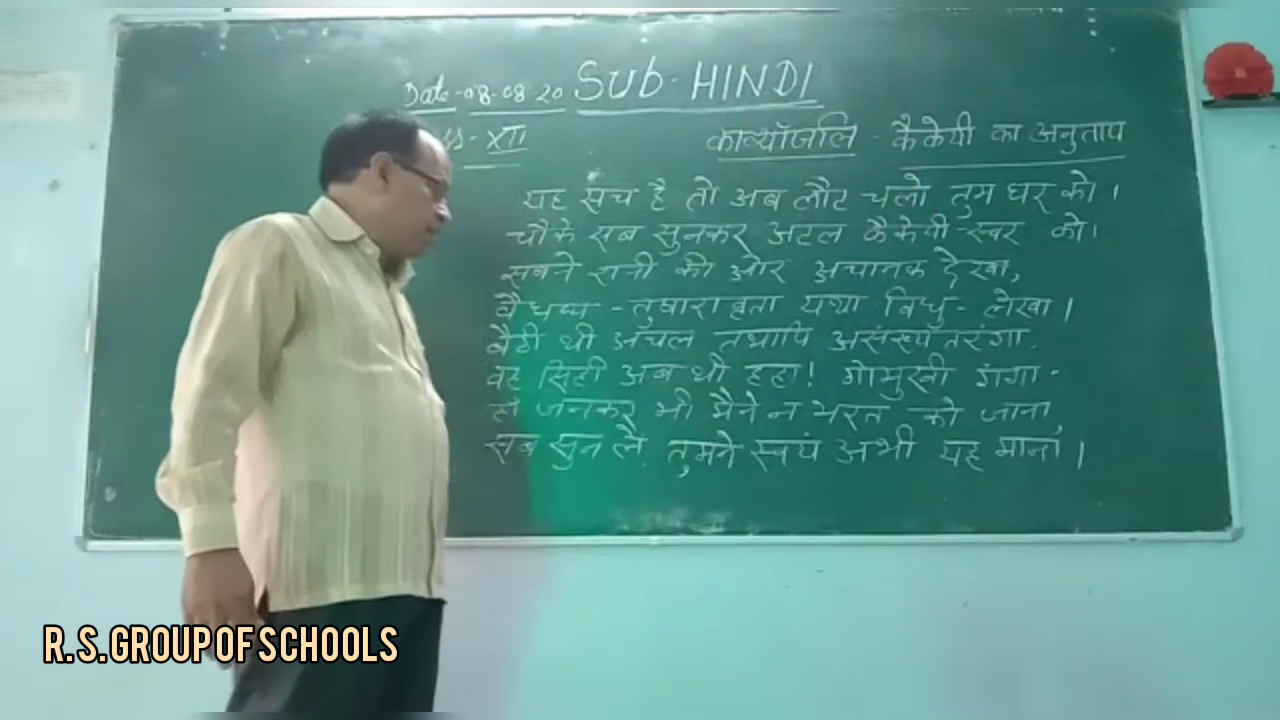 Date-08-08-20 Sub-HINDI
ss-XII
काव्याँजलि - कैकेयी का अनुताप
यह सच है तो अब लौट चलो तुम घर को।
चौके सब सुनकर अटल कैकेयी-स्वर को।
सबने रानी की ओर अचानक देखा,
वैधव्य-तुषारावृता यथा विधु-लेखा।
बैठी थी अचल तथापि असंख्य तरंगा.
वह सिंही अब थी हहा! गोमुखी गंगा-
जनकर भी मैने न भरत को जाना,
सब सुन लें तुमने स्वयं अभी यह माना।
R.S. GROUP OF SCHOOLS